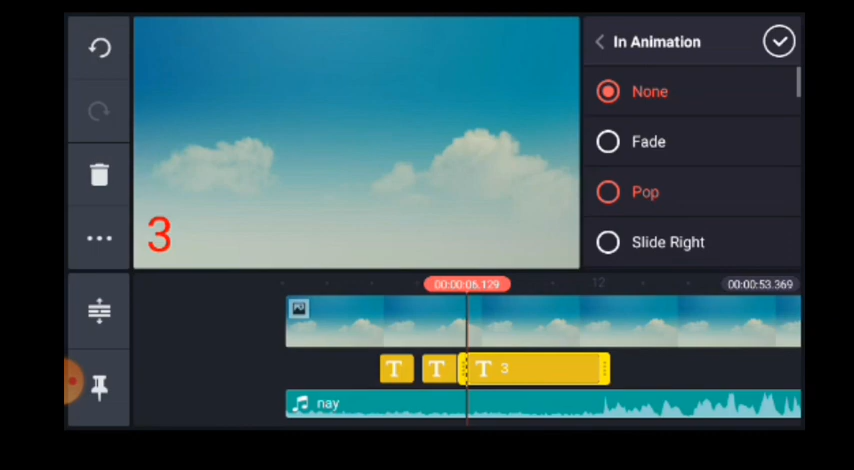 In Animation
None
Fade
Pop
Slide Right
3
00:00:06.129
12
00:00:53.369
T
T
T 3
nay